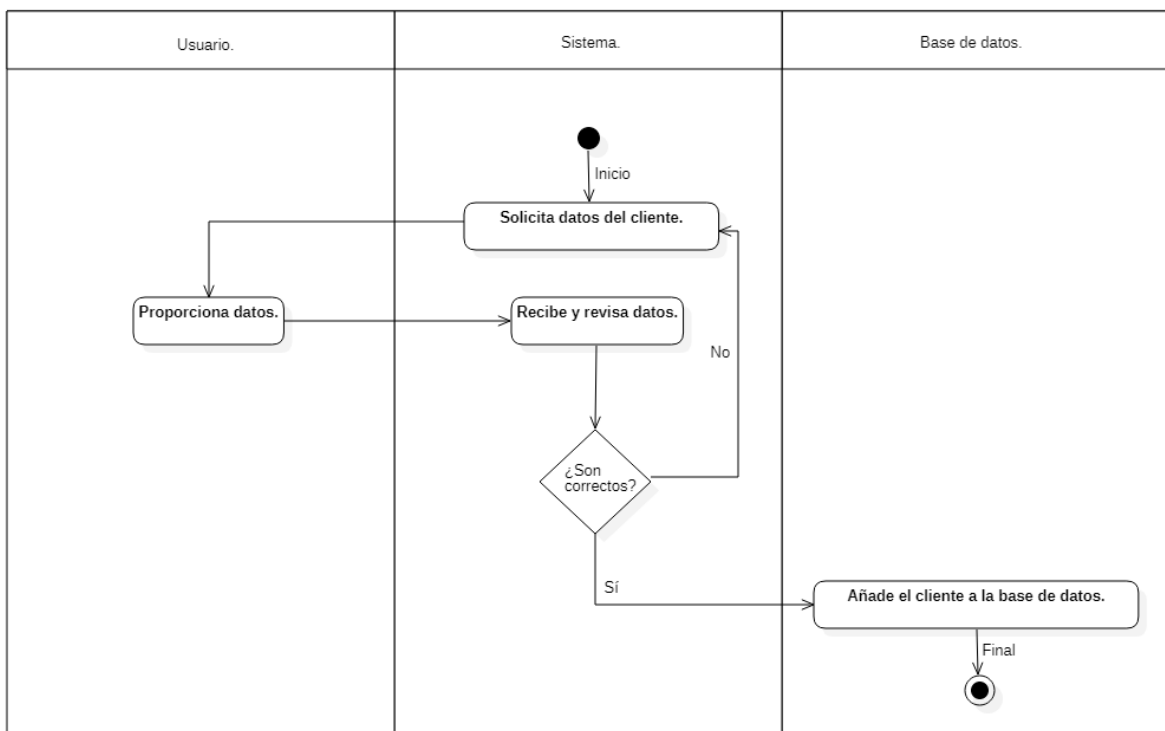 Usuario.
Sistema.
Base de datos.
Inicio
Solicita datos del cliente.
Proporciona datos.
Recibe y revisa datos.
No
¿Son
correctos?
Sí
Añade el cliente a la base de datos.
Final